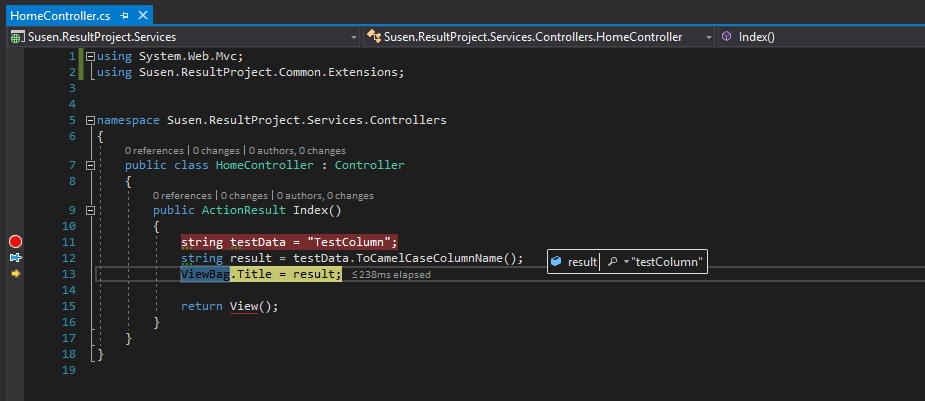 HomeController.cs
Susen.ResultProject.Services Susen.ResultProject.Services.Controllers.HomeController Index()
1 using System.Web.Mvc;
2 using Susen.ResultProject.Common.Extensions;
3
4
5 namespace Susen.ResultProject.Services.Controllers
6 {
0 references | 0 changes | 0 authors, 0 changes
7 public class HomeController : Controller
8 {
0 references | 0 changes | 0 authors, 0 changes
9 public ActionResult Index()
10 {
11 string testData = "TestColumn";
12 string result = testData.ToCamelCaseColumnName(); result "testColumn"
13 ViewBag.Title = result; ≤238ms elapsed
14
15 return View();
16 }
17 }
18 }
19